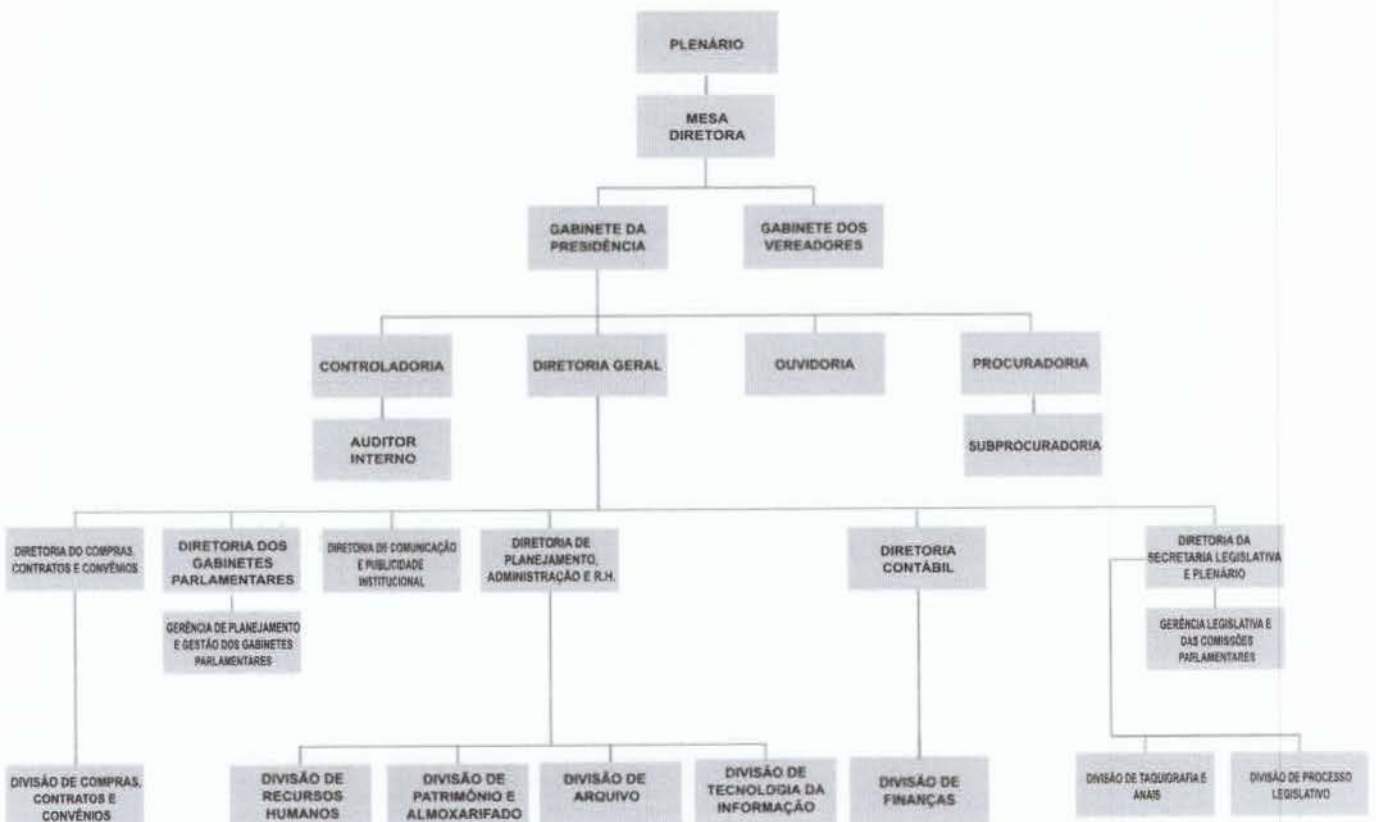 PLENÁRIO
MESA
DIRETORA
GABINETE DA
PRESIDÊNCIA
GABINETE DOS
VEREADORES
CONTROLADORIA
DIRETORIA GERAL
OUVIDORIA
PROCURADORIA
AUDITOR
INTERNO
SUBPROCURADORIA
DIRETORIA DO COMPRAS,
CONTRATOS E CONVÊNIOS
DIRETORIA DOS
GABINETES
PARLAMENTARES
DIRETORIA DE COMUNICAÇÃO
E PUBLICIDADE
INSTITUCIONAL
DIRETORIA DE
PLANEJAMENTO,
ADMINISTRAÇÃO E R.H.
DIRETORIA
CONTÁBIL
DIRETORIA DA
SECRETARIA LEGISLATIVA
E PLENÁRIO
GERÊNCIA DE PLANEJAMENTO
E GESTÃO DOS GABINETES
PARLAMENTARES
GERÊNCIA LEGISLATIVA E
DAS COMISSÕES
PARLAMENTARES
DIVISÃO DE COMPRAS,
CONTRATOS E
CONVÊNIOS
DIVISÃO DE
RECURSOS
HUMANOS
DIVISÃO DE
PATRIMÔNIO E
ALMOXARIFADO
DIVISÃO DE
ARQUIVO
DIVISÃO DE
TECNOLOGIA DA
INFORMAÇÃO
DIVISÃO DE
FINANÇAS
DIVISÃO DE TAQUIGRAFIA E
ANAIS
DIVISÃO DE PROCESSO
LEGISLATIVO